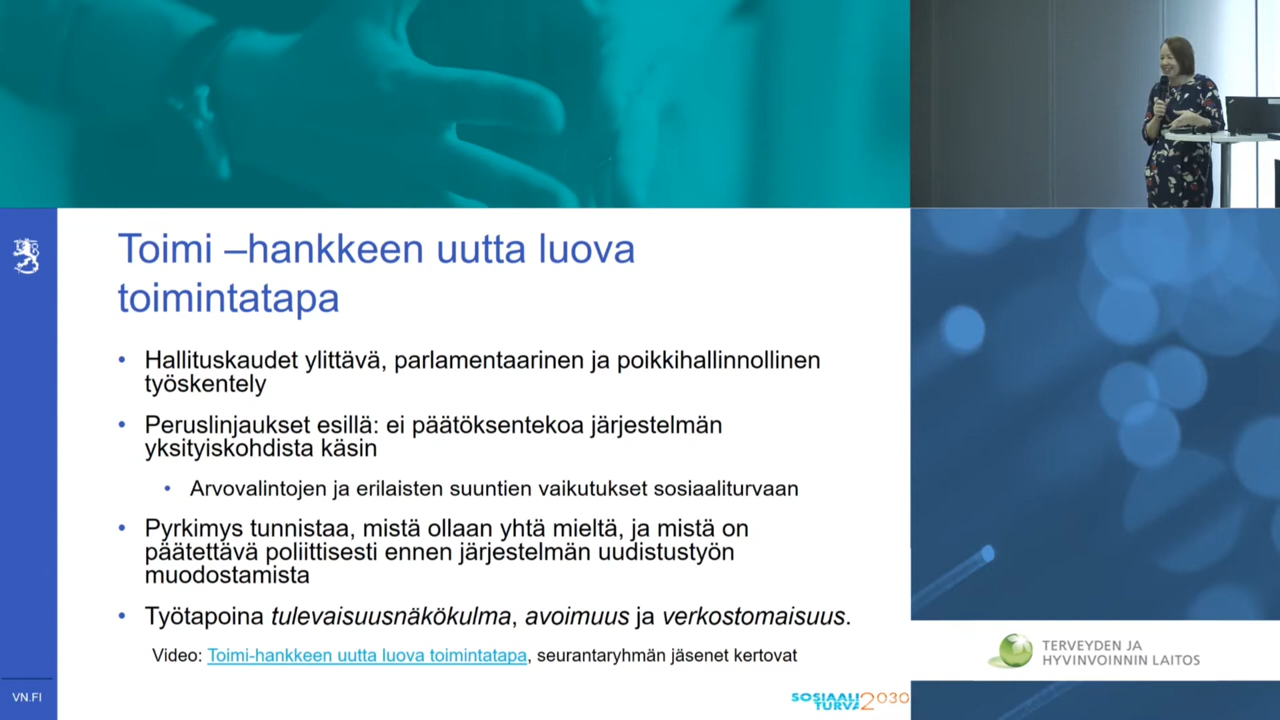 Toimi –hankkeen uutta luova
toimintatapa
• Hallituskaudet ylittävä, parlamentaarinen ja poikkihallinnollinen
työskentely
• Peruslinjaukset esillä: ei päätöksentekoa järjestelmän
yksityiskohdista käsin
• Arvovalintojen ja erilaisten suuntien vaikutukset sosiaaliturvaan
• Pyrkimys tunnistaa, mistä ollaan yhtä mieltä, ja mistä on
päätettävä poliittisesti ennen järjestelmän uudistustyön
muodostamista
• Työtapoina tulevaisuusnäkökulma, avoimuus ja verkostomaisuus.
Video: Toimi-hankkeen uutta luova toimintatapa, seurantaryhmän jäsenet kertovat
VN.FI
SOSIAALI
TURVA 2030
TERVEYDEN JA
HYVINVOINNIN LAITOS